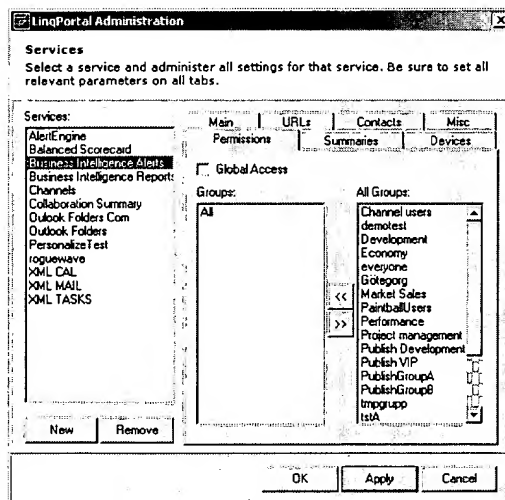 LinqPortal Administration
Services
Select a service and administer all settings for that service. Be sure to set all
relevant parameters on all tabs.
Services:
AlertEngine
Balanced Scorecard
Business Intelligence Alerts
Business Intelligence Reports
Channels
Collaboration Summary
Outlook Folders Com
Outlook Folders
PersonalizeTest
roguewave
XML CAL
XML MAIL
XML TASKS
New
Remove
Main
URLs
Contacts
Misc
Permissions
Summaries
Devices
Global Access
Groups:
All
<<
>>
All Groups:
Channel users
demotest
Development
Economy
everyone
Götegorg
Market Sales
PaintballUsers
Performance
Project management
Publish Development
Publish VIP
PublishGroupA
PublishGroupB
tmpgrupp
tstA
OK
Apply
Cancel